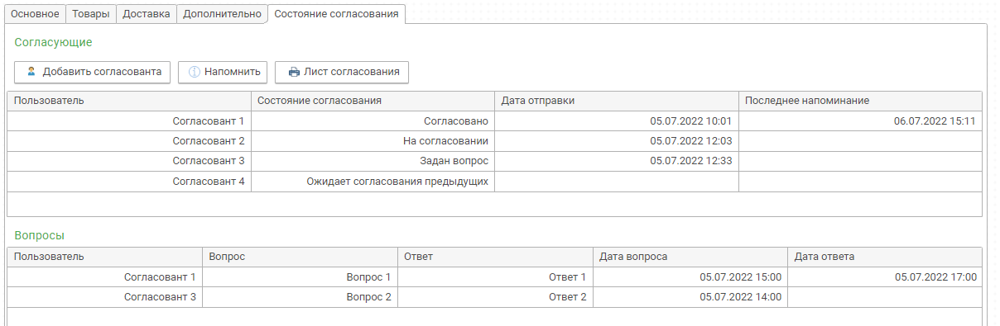 Основное Товары Доставка Дополнительно Состояние согласования
Согласующие
Добавить согласованта Напомнить Лист согласования
Пользователь Состояние согласования Дата отправки Последнее напоминание
Согласовант 1 Согласовано 05.07.2022 10:01 06.07.2022 15:11
Согласовант 2 На согласовании 05.07.2022 12:03
Согласовант 3 Задан вопрос 05.07.2022 12:33
Согласовант 4 Ожидает согласования предыдущих
Вопросы
Пользователь Вопрос Ответ Дата вопроса Дата ответа
Согласовант 1 Вопрос 1 Ответ 1 05.07.2022 15:00 05.07.2022 17:00
Согласовант 3 Вопрос 2 Ответ 2 05.07.2022 14:00